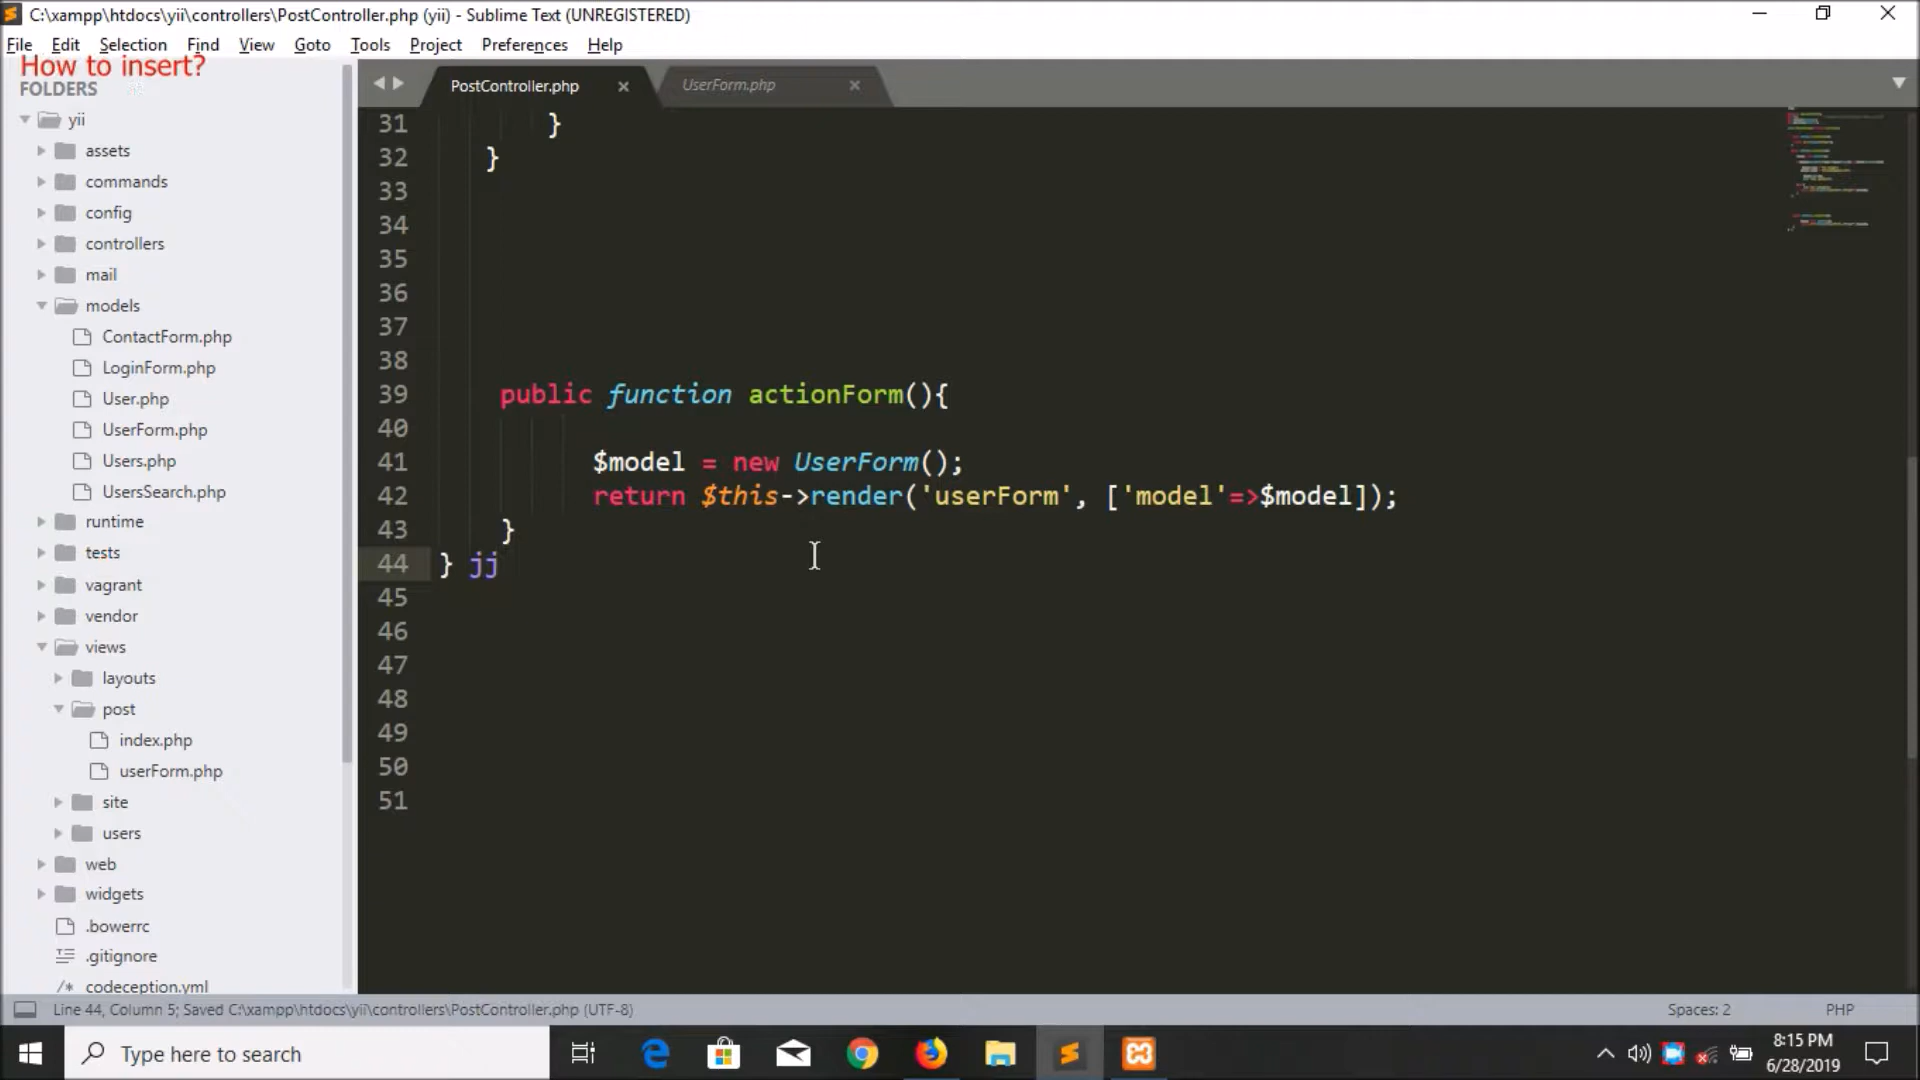 C:\xampp\htdocs\yii\controllers\PostController.php (yii) - Sublime Text (UNREGISTERED)
File Edit Selection Find View Goto Tools Project Preferences Help
How to insert?
FOLDERS
yii
assets
commands
config
controllers
mail
models
ContactForm.php
LoginForm.php
User.php
UserForm.php
Users.php
UsersSearch.php
runtime
tests
vagrant
vendor
views
layouts
post
index.php
userForm.php
site
users
web
widgets
.bowerrc
.gitignore
/* codeception.yml
PostController.php UserForm.php
31 }
32 }
33
34
35
36
37
38
39 public function actionForm(){
40
41 $model = new UserForm();
42 return $this->render('userForm', ['model'=>$model]);
43 }
44 } jj
45
46
47
48
49
50
51
Line 44, Column 5; Saved C:\xampp\htdocs\yii\controllers\PostController.php (UTF-8) Spaces: 2 PHP
Type here to search
8:15 PM
6/28/2019